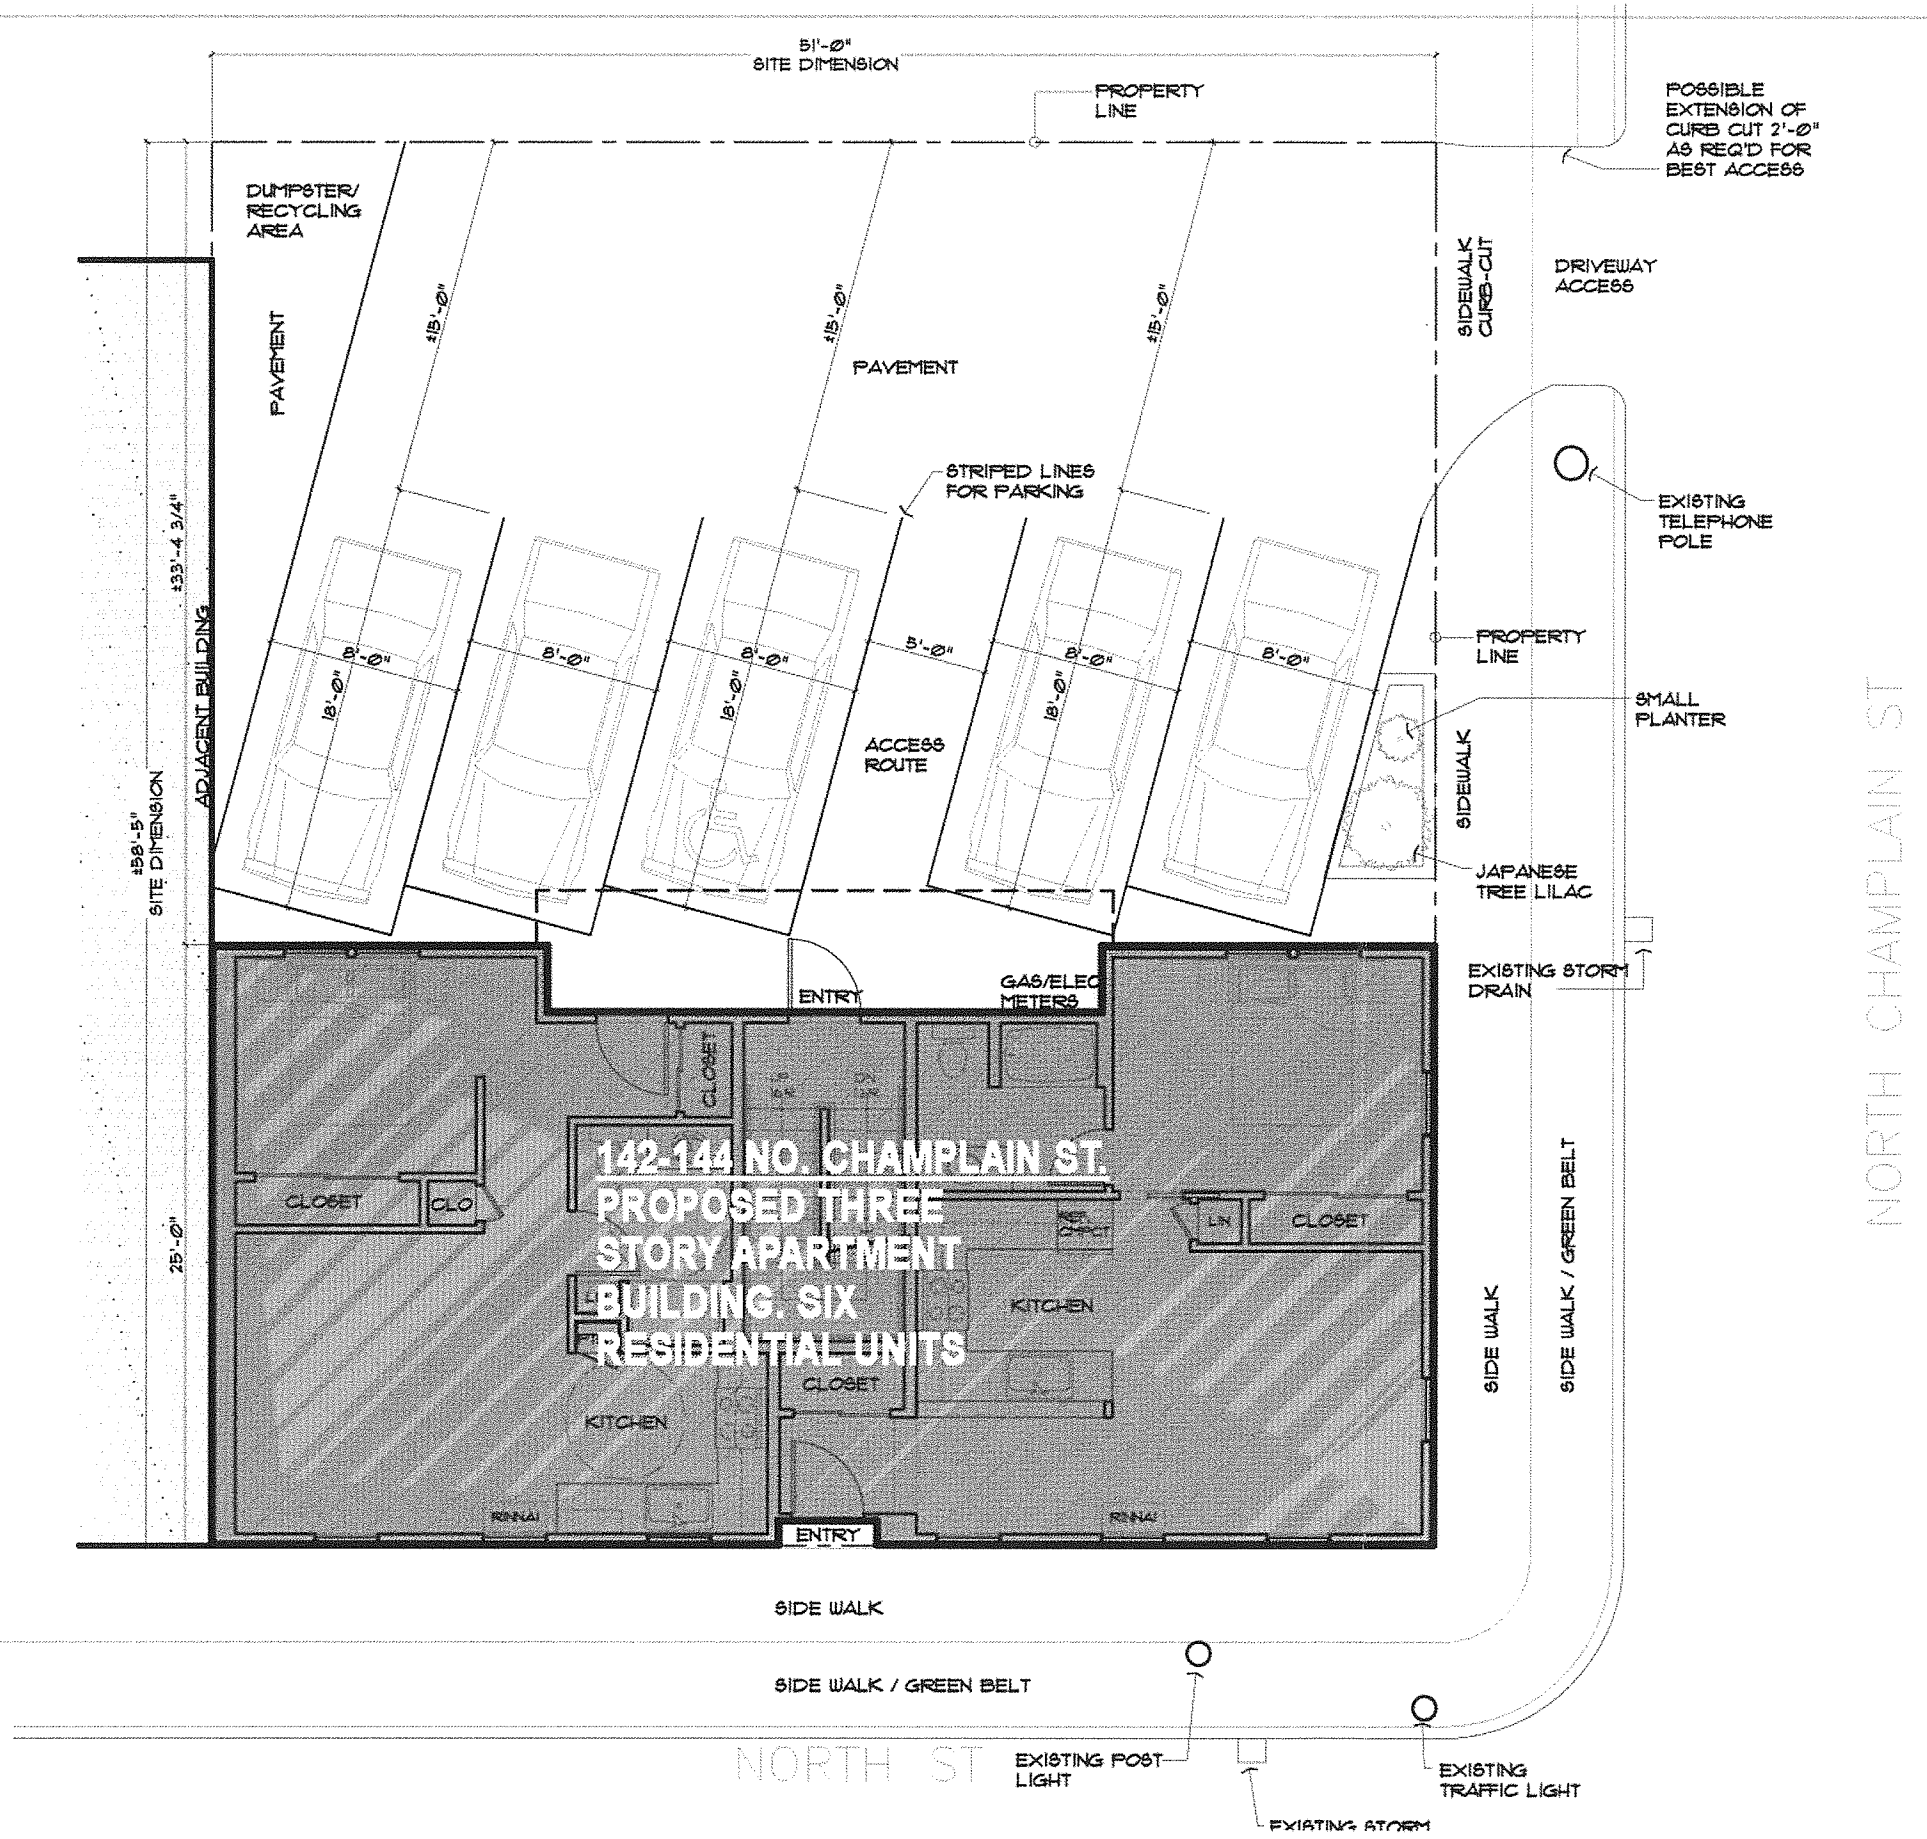 51'-0"
SITE DIMENSION
PROPERTY
LINE
POSSIBLE
EXTENSION OF
CURB CUT 2'-0"
AS REQ'D FOR
BEST ACCESS
DUMPSTER/
RECYCLING
AREA
SIDEWALK
CURB-CUT
DRIVEWAY
ACCESS
±15'-0"
±15'-0"
±15'-0"
PAVEMENT
PAVEMENT
STRIPED LINES
FOR PARKING
EXISTING
TELEPHONE
POLE
±33'-4 3/4"
ADJACENT BUILDING
8'-0"
8'-0"
8'-0"
5'-0"
8'-0"
8'-0"
18'-0"
18'-0"
18'-0"
PROPERTY
LINE
SMALL
PLANTER
ACCESS
ROUTE
SIDEWALK
NORTH CHAMPLAIN ST
±58'-5"
SITE DIMENSION
JAPANESE
TREE LILAC
EXISTING STORM
DRAIN
ENTRY
GAS/ELEC
METERS
CLOSET
142-144 NO. CHAMPLAIN ST.
PROPOSED THREE
STORY APARTMENT
BUILDING. SIX
RESIDENTIAL UNITS
CLOSET
CLO
LIN
CLOSET
25'-0"
KITCHEN
SIDE WALK
SIDE WALK / GREEN BELT
CLOSET
KITCHEN
RINNAI
RINNAI
ENTRY
SIDE WALK
SIDE WALK / GREEN BELT
NORTH ST
EXISTING POST
LIGHT
EXISTING
TRAFFIC LIGHT
EXISTING STORM